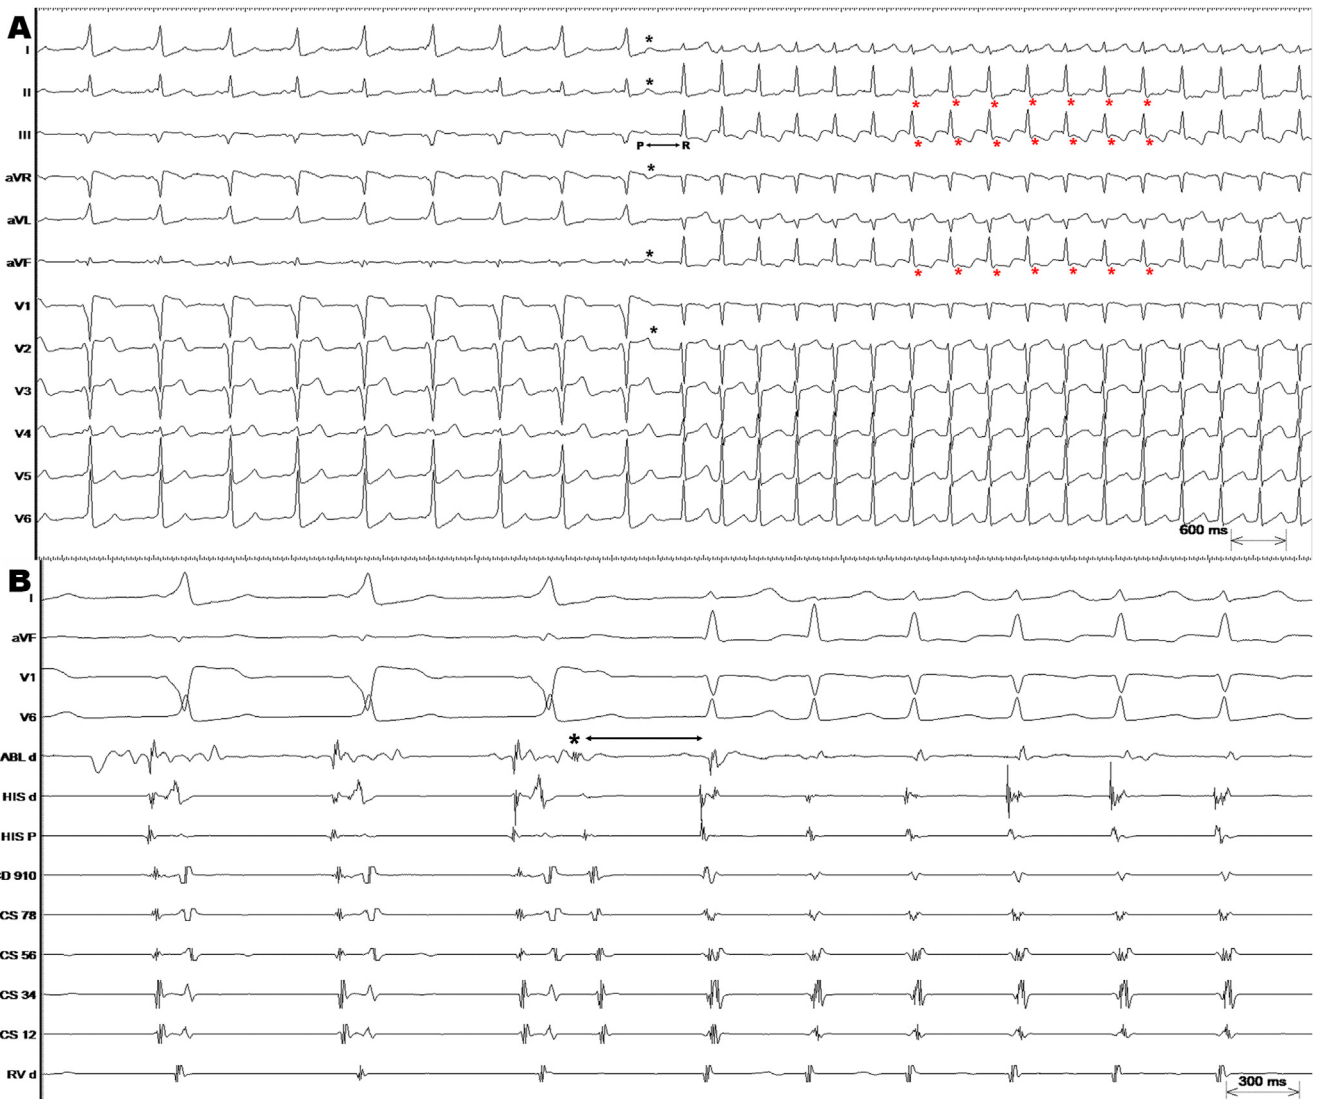 A
I
*
II
*
* * * * * * *
III
P R
* * * * * * *
aVR
*
aVL
aVF
*
* * * * * * *
V1
V2
*
V3
V4
V5
V6
600 ms
B
I
aVF
V1
V6
ABL d
*
HIS d
HIS P
D 910
CS 78
CS 56
CS 34
CS 12
RV d
300 ms